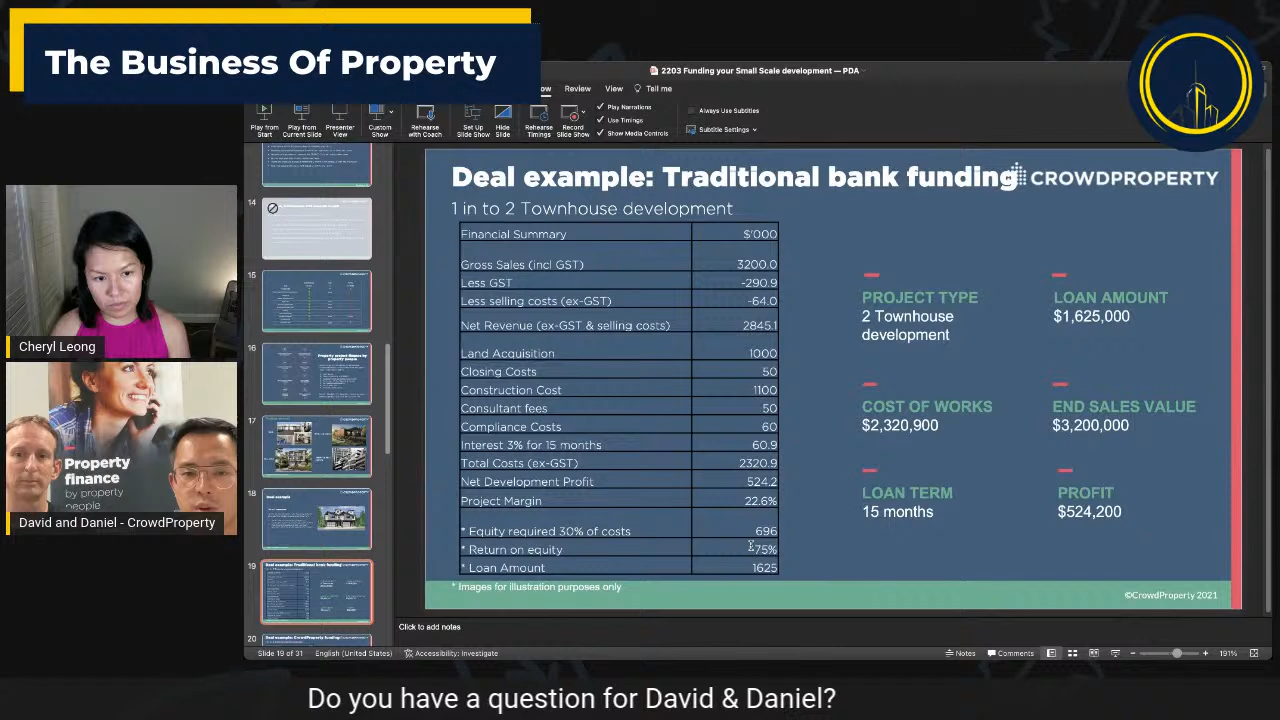 The Business Of Property
2203 Funding your Small Scale development — PDA
Review
View
Tell me
Play from
Start
Play from
Current Slide
Presenter
View
Custom
Show
Rehearse
with Coach
Set Up
Slide Show
Hide
Slide
Rehearse
Timings
Record
Slide Show
Play Narrations
Use Timings
Show Media Controls
Always Use Subtitles
Subtitle Settings
Cheryl Leong
Property
finance
by property
people
David and Daniel - CrowdProperty
14
15
16
17
18
19
20
Deal example: Traditional bank funding
CROWDPROPERTY
1 in to 2 Townhouse development
Financial Summary $'000
Gross Sales (incl GST) 3200.0
Less GST -290.9
Less selling costs (ex-GST) -64.0
Net Revenue (ex-GST & selling costs) 2845.1
Land Acquisition 1000
Closing Costs 50
Construction Cost 1100
Consultant fees 50
Compliance Costs 60
Interest 3% for 15 months 60.9
Total Costs (ex-GST) 2320.9
Net Development Profit 524.2
Project Margin 22.6%
* Equity required 30% of costs 696
* Return on equity 75%
* Loan Amount 1625
* Images for illustration purposes only
PROJECT TYPE
2 Townhouse
development
LOAN AMOUNT
$1,625,000
COST OF WORKS
$2,320,900
END SALES VALUE
$3,200,000
LOAN TERM
15 months
PROFIT
$524,200
©CrowdProperty 2021
Click to add notes
Slide 19 of 31
English (United States)
Accessibility: Investigate
Notes
Comments
191%
Do you have a question for David & Daniel?